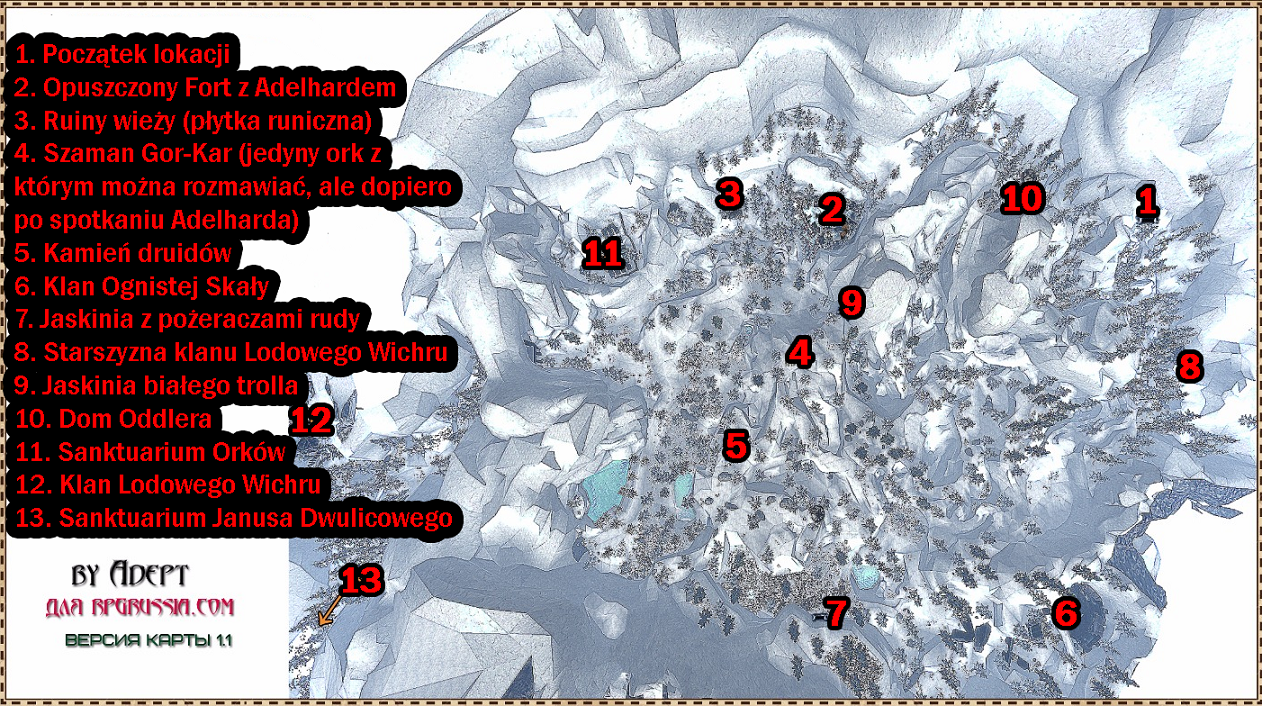 1. Początek lokacji
2. Opuszczony Fort z Adelhardem
3. Ruiny wieży (płytka runiczna)
4. Szaman Gor-Kar (jedyny ork z
którym można rozmawiać, ale dopiero
po spotkaniu Adelharda)
5. Kamień druidów
6. Klan Ognistej Skały
7. Jaskinia z pożeraczami rudy
8. Starszyzna klanu Lodowego Wichru
9. Jaskinia białego trolla
10. Dom Oddlera
11. Sanktuarium Orków
12. Klan Lodowego Wichru
13. Sanktuarium Janusa Dwulicowego
by Adept
для rpgrussia.com
Версия карты 1.1
3
2
10
1
11
9
4
8
12
5
13
7
6